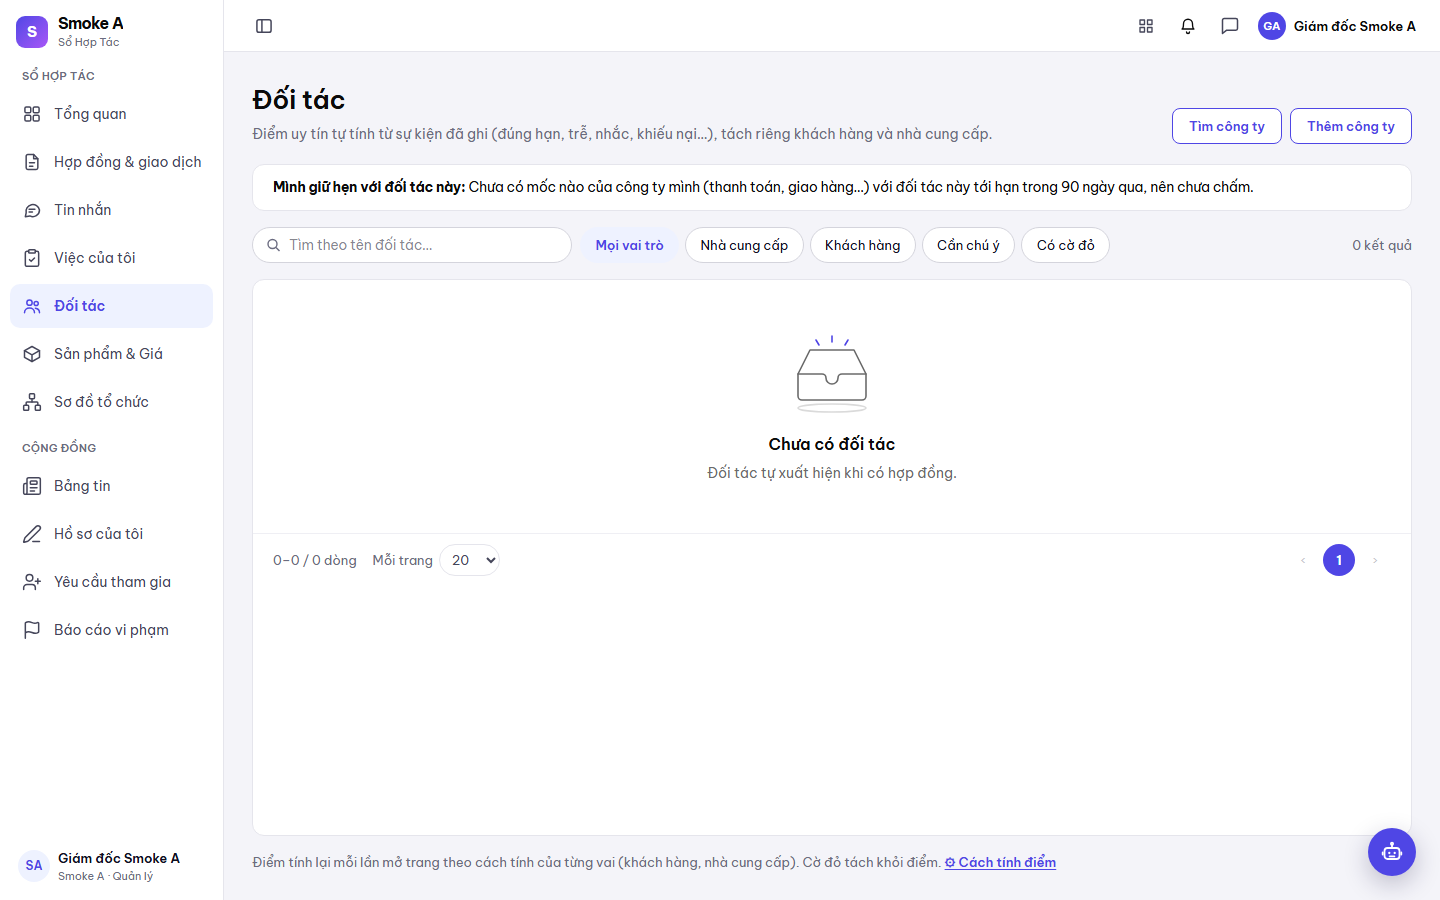 S
Smoke A
Sổ Hợp Tác
SỔ HỢP TÁC
Tổng quan
Hợp đồng & giao dịch
Tin nhắn
Việc của tôi
Đối tác
Sản phẩm & Giá
Sơ đồ tổ chức
CỘNG ĐỒNG
Bảng tin
Hồ sơ của tôi
Yêu cầu tham gia
Báo cáo vi phạm
SA
Giám đốc Smoke A
Smoke A · Quản lý
GA Giám đốc Smoke A
Đối tác
Điểm uy tín tự tính từ sự kiện đã ghi (đúng hạn, trễ, nhắc, khiếu nại...), tách riêng khách hàng và nhà cung cấp.
Tìm công ty
Thêm công ty
Mình giữ hẹn với đối tác này: Chưa có mốc nào của công ty mình (thanh toán, giao hàng...) với đối tác này tới hạn trong 90 ngày qua, nên chưa chấm.
Tìm theo tên đối tác...
Mọi vai trò
Nhà cung cấp
Khách hàng
Cần chú ý
Có cờ đỏ
0 kết quả
Chưa có đối tác
Đối tác tự xuất hiện khi có hợp đồng.
0–0 / 0 dòng
Mỗi trang
20
‹ 1 ›
Điểm tính lại mỗi lần mở trang theo cách tính của từng vai (khách hàng, nhà cung cấp). Cờ đỏ tách khỏi điểm. ⚙ Cách tính điểm